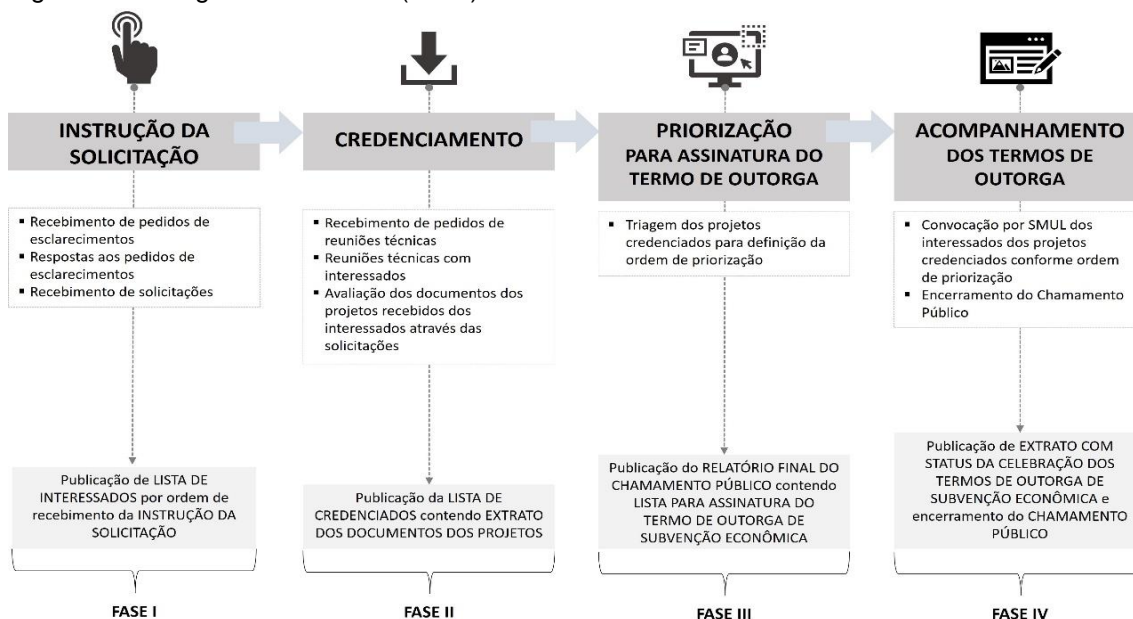 INSTRUÇÃO DA
SOLICITAÇÃO
▪ Recebimento de pedidos de
esclarecimentos
▪ Respostas aos pedidos de
esclarecimentos
▪ Recebimento de solicitações
Publicação de LISTA DE
INTERESSADOS por ordem de
recebimento da INSTRUÇÃO DA
SOLICITAÇÃO
FASE I
CREDENCIAMENTO
▪ Recebimento de pedidos de
reuniões técnicas
▪ Reuniões técnicas com
interessados
▪ Avaliação dos documentos dos
projetos recebidos dos
interessados através das
solicitações
Publicação da LISTA DE
CREDENCIADOS contendo EXTRATO
DOS DOCUMENTOS DOS PROJETOS
FASE II
PRIORIZAÇÃO
PARA ASSINATURA DO
TERMO DE OUTORGA
▪ Triagem dos projetos
credenciados para definição da
ordem de priorização
Publicação do RELATÓRIO FINAL DO
CHAMAMENTO PÚBLICO contendo
LISTA PARA ASSINATURA DO
TERMO DE OUTORGA DE
SUBVENÇÃO ECONÔMICA
FASE III
ACOMPANHAMENTO
DOS TERMOS DE
OUTORGA
▪ Convocação por SMUL dos
interessados dos projetos
credenciados conforme ordem
de priorização
▪ Encerramento do Chamamento
Público
Publicação de EXTRATO COM
STATUS DA CELEBRAÇÃO DOS
TERMOS DE OUTORGA DE
SUBVENÇÃO ECONÔMICA e
encerramento do CHAMAMENTO
PÚBLICO
FASE IV